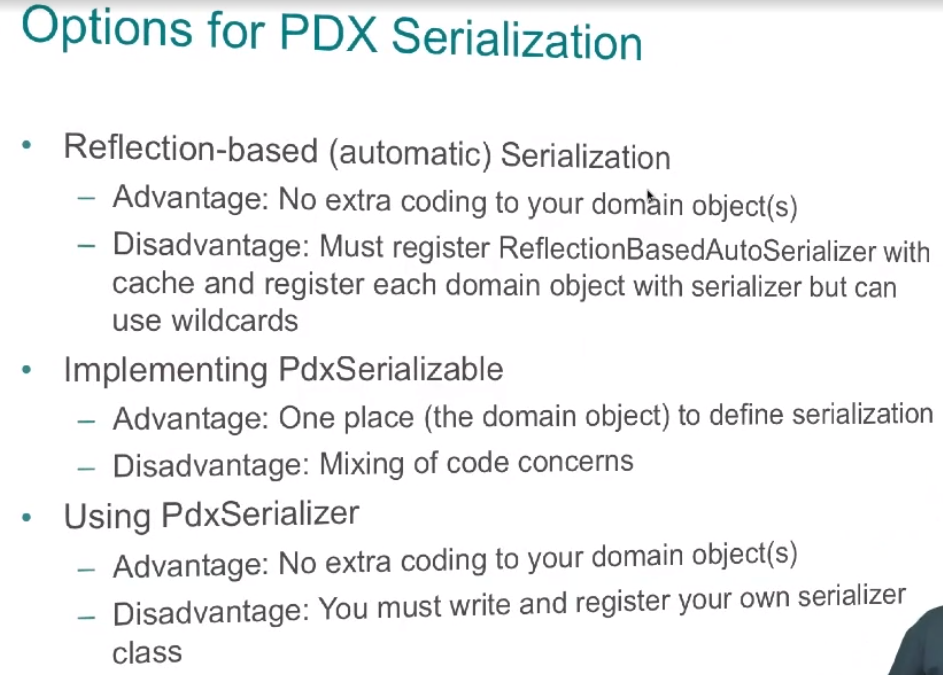 Options for PDX Serialization
• Reflection-based (automatic) Serialization
– Advantage: No extra coding to your domain object(s)
– Disadvantage: Must register ReflectionBasedAutoSerializer with
cache and register each domain object with serializer but can
use wildcards
• Implementing PdxSerializable
– Advantage: One place (the domain object) to define serialization
– Disadvantage: Mixing of code concerns
• Using PdxSerializer
– Advantage: No extra coding to your domain object(s)
– Disadvantage: You must write and register your own serializer
class